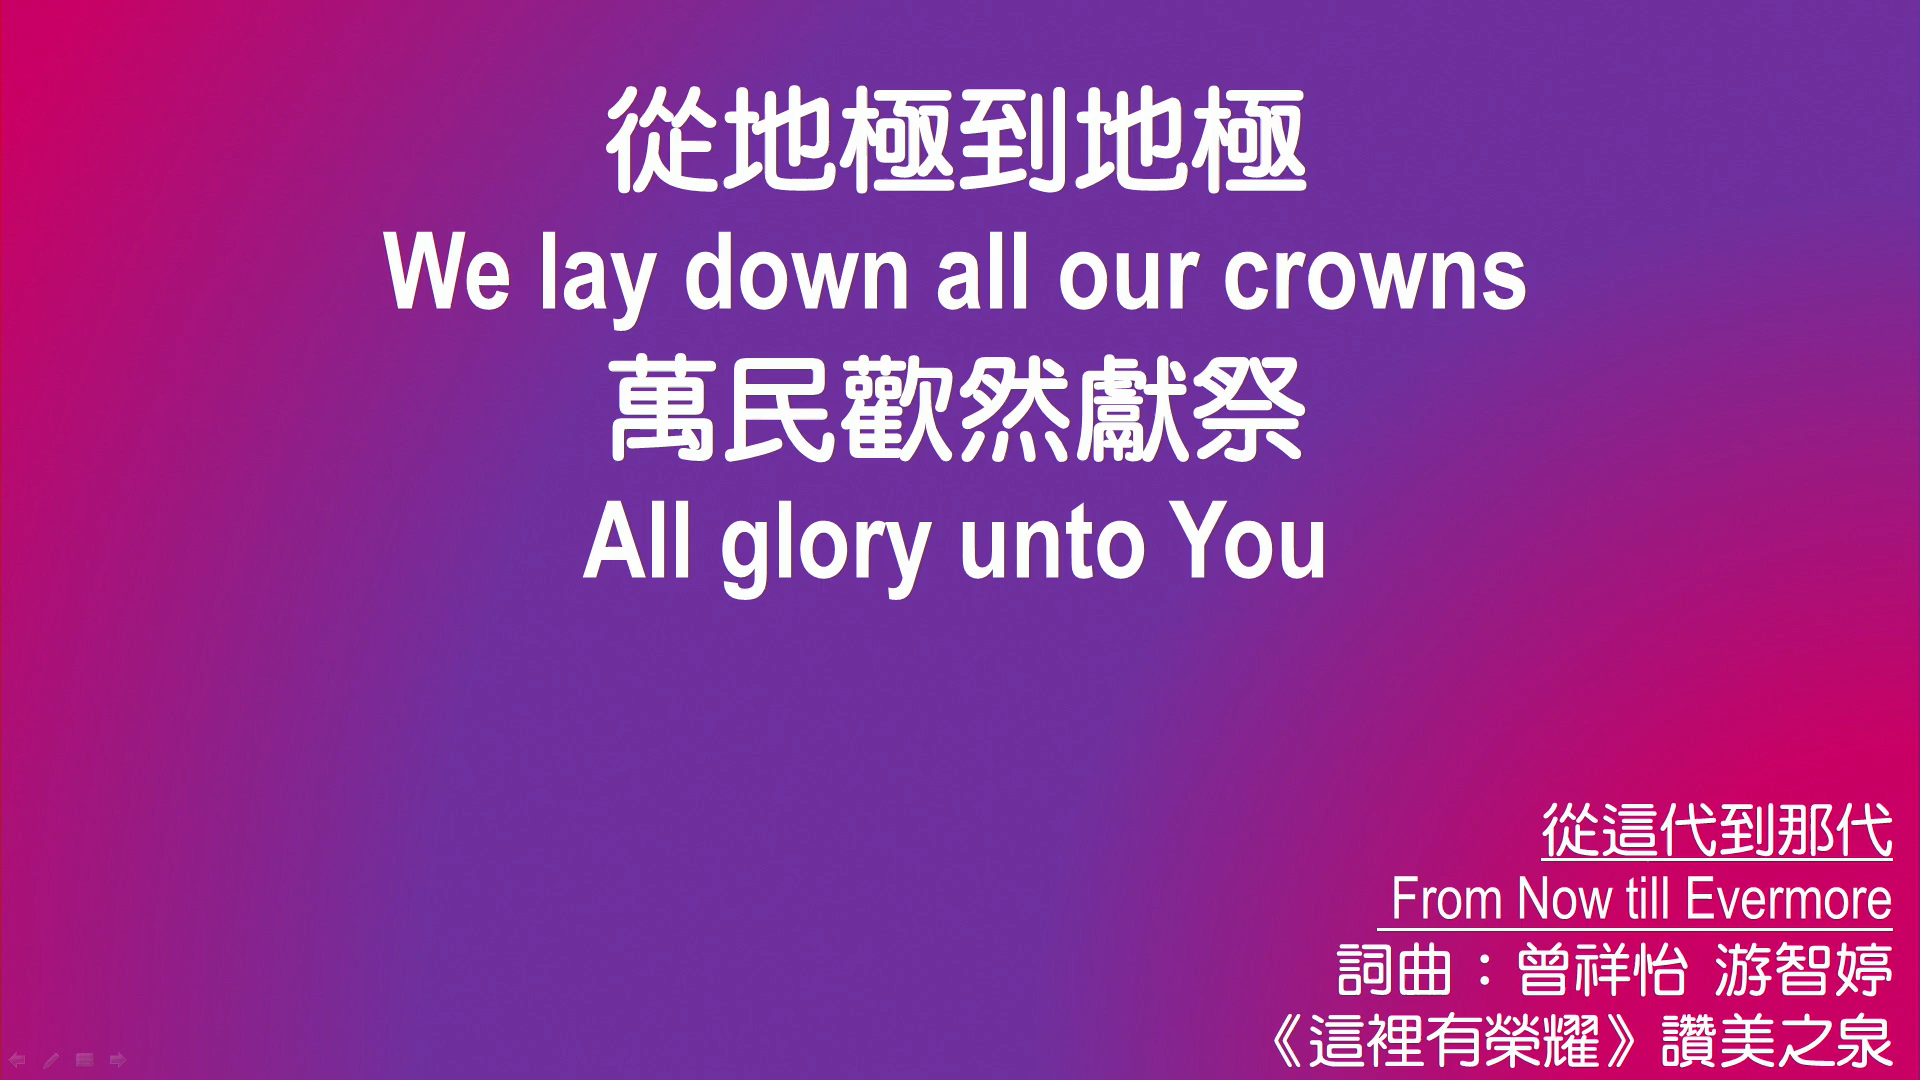 從地極到地極
We lay down all our crowns
萬民歡然獻祭
All glory unto You
從這代到那代
From Now till Evermore
詞曲：曾祥怡 游智婷
《這裡有榮耀》讚美之泉